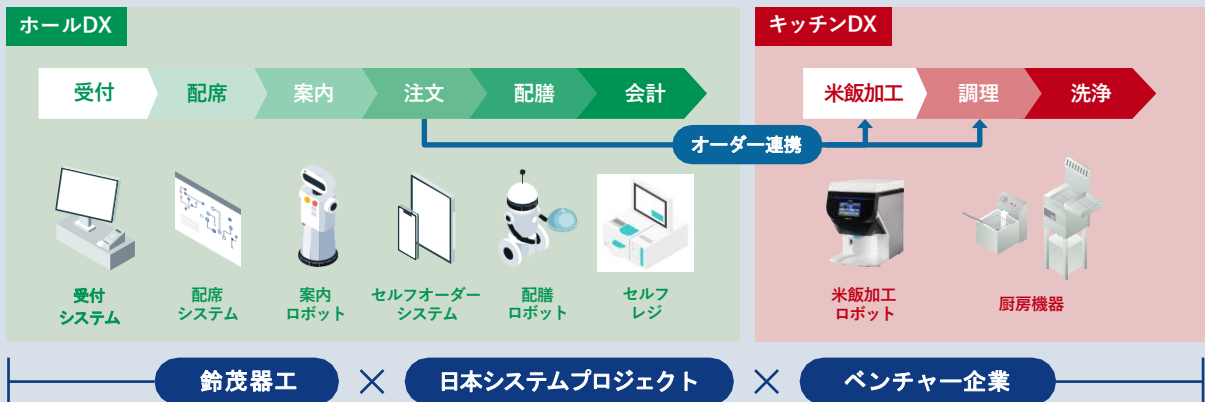 ホールDX
受付
配席
案内
注文
配膳
会計
キッチンDX
米飯加工
調理
洗浄
オーダー連携
受付
システム
配席
システム
案内
ロボット
セルフオーダー
システム
配膳
ロボット
セルフ
レジ
米飯加工
ロボット
厨房機器
鈴茂器工 × 日本システムプロジェクト × ベンチャー企業